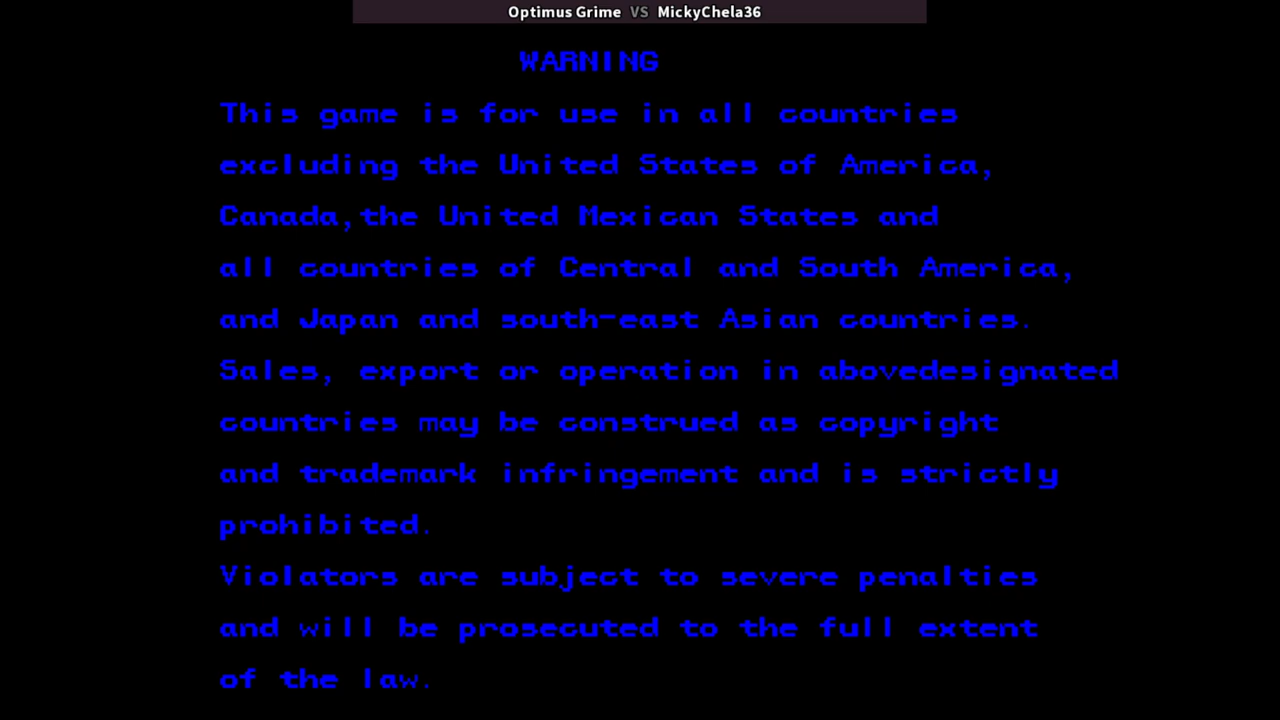 Optimus Grime VS MickyChela36
WARNING
This game is for use in all countries
excluding the United States of America,
Canada,the United Mexican States and
all countries of Central and South America,
and Japan and south-east Asian countries.
Sales, export or operation in abovedesignated
countries may be construed as copyright
and trademark infringement and is strictly
prohibited.
Violators are subject to severe penalties
and will be prosecuted to the full extent
of the law.